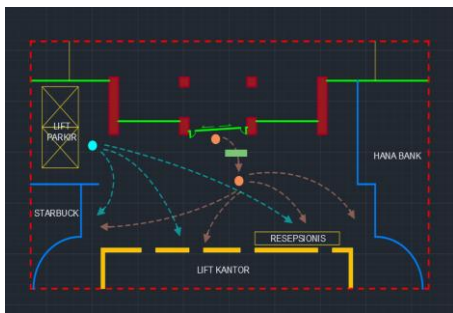 LIFT
PARKIR
HANA BANK
STARBUCK
RESEPSIONIS
LIFT KANTOR